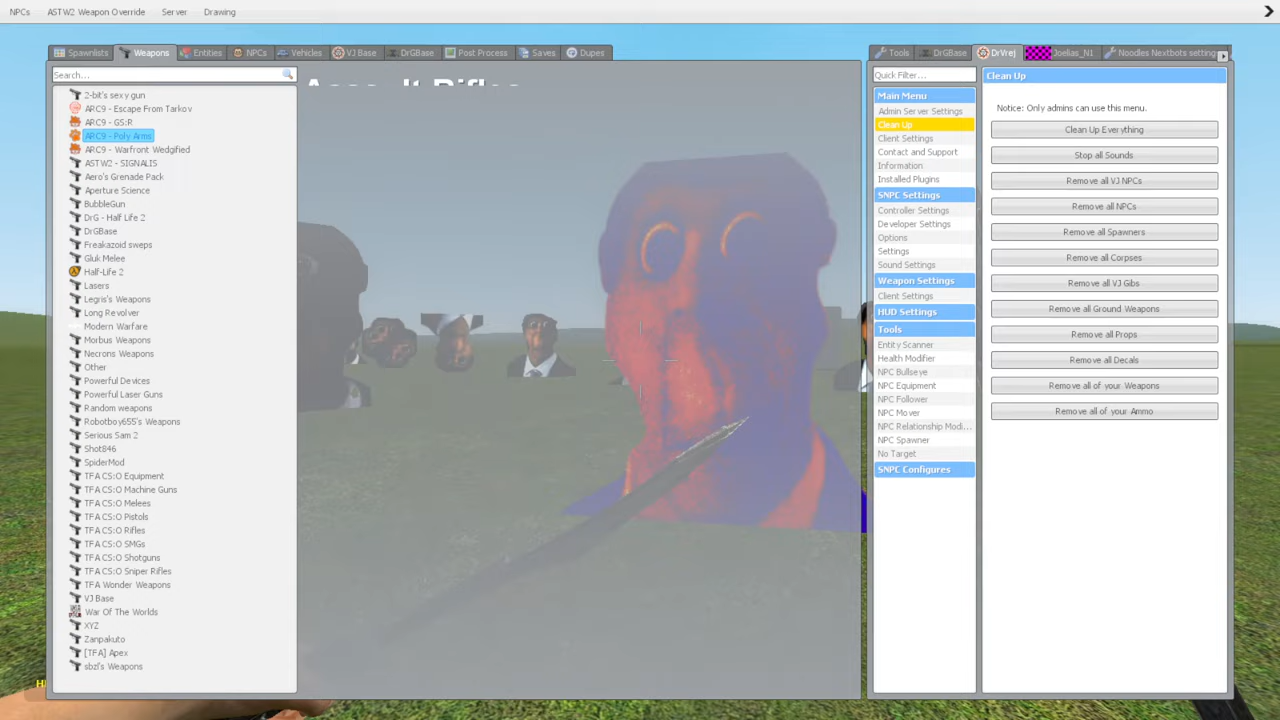 NPCs ASTW2 Weapon Override Server Drawing
Spawnlists Weapons Entities NPCs Vehicles VJ Base DrGBase Post Process Saves Dupes
Search...
2-bit's sexy gun
ARC9 - Escape From Tarkov
ARC9 - GS:R
ARC9 - Poly Arms
ARC9 - Warfront Wedgified
ASTW2 - SIGNALIS
Aero's Grenade Pack
Aperture Science
BubbleGun
DrG - Half Life 2
DrGBase
Freakazoid sweps
Gluk Melee
Half-Life 2
Lasers
Legris's Weapons
Long Revolver
Modern Warfare
Morbus Weapons
Necrons Weapons
Other
Powerful Devices
Powerful Laser Guns
Random weapons
Robotboy655's Weapons
Serious Sam 2
Shot846
SpiderMod
TFA CS:O Equipment
TFA CS:O Machine Guns
TFA CS:O Melees
TFA CS:O Pistols
TFA CS:O Rifles
TFA CS:O SMGs
TFA CS:O Shotguns
TFA CS:O Sniper Rifles
TFA Wonder Weapons
VJ Base
War Of The Worlds
XYZ
Zanpakuto
[TFA] Apex
sbzl's Weapons
Tools DrGBase DrVrej Joelias_N1 Noodles Nextbots setting
Quick Filter...
Main Menu
Admin Server Settings
Clean Up
Client Settings
Contact and Support
Information
Installed Plugins
SNPC Settings
Controller Settings
Developer Settings
Options
Settings
Sound Settings
Weapon Settings
Client Settings
HUD Settings
Tools
Entity Scanner
Health Modifier
NPC Bullseye
NPC Equipment
NPC Follower
NPC Mover
NPC Relationship Modi...
NPC Spawner
No Target
SNPC Configures
Clean Up
Notice: Only admins can use this menu.
Clean Up Everything
Stop all Sounds
Remove all VJ NPCs
Remove all NPCs
Remove all Spawners
Remove all Corpses
Remove all VJ Gibs
Remove all Ground Weapons
Remove all Props
Remove all Decals
Remove all of your Weapons
Remove all of your Ammo